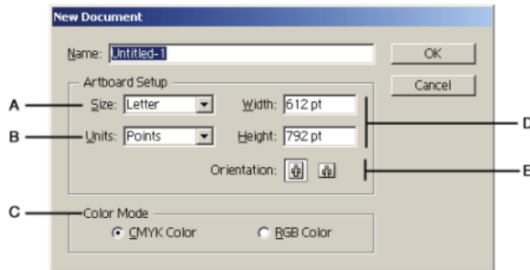 New Document
Name: Untitled-1
OK
Artboard Setup
Cancel
A Size: Letter Width: 612 pt
D
B Units: Points Height: 792 pt
Orientation: E
C Color Mode
CMYK Color RGB Color